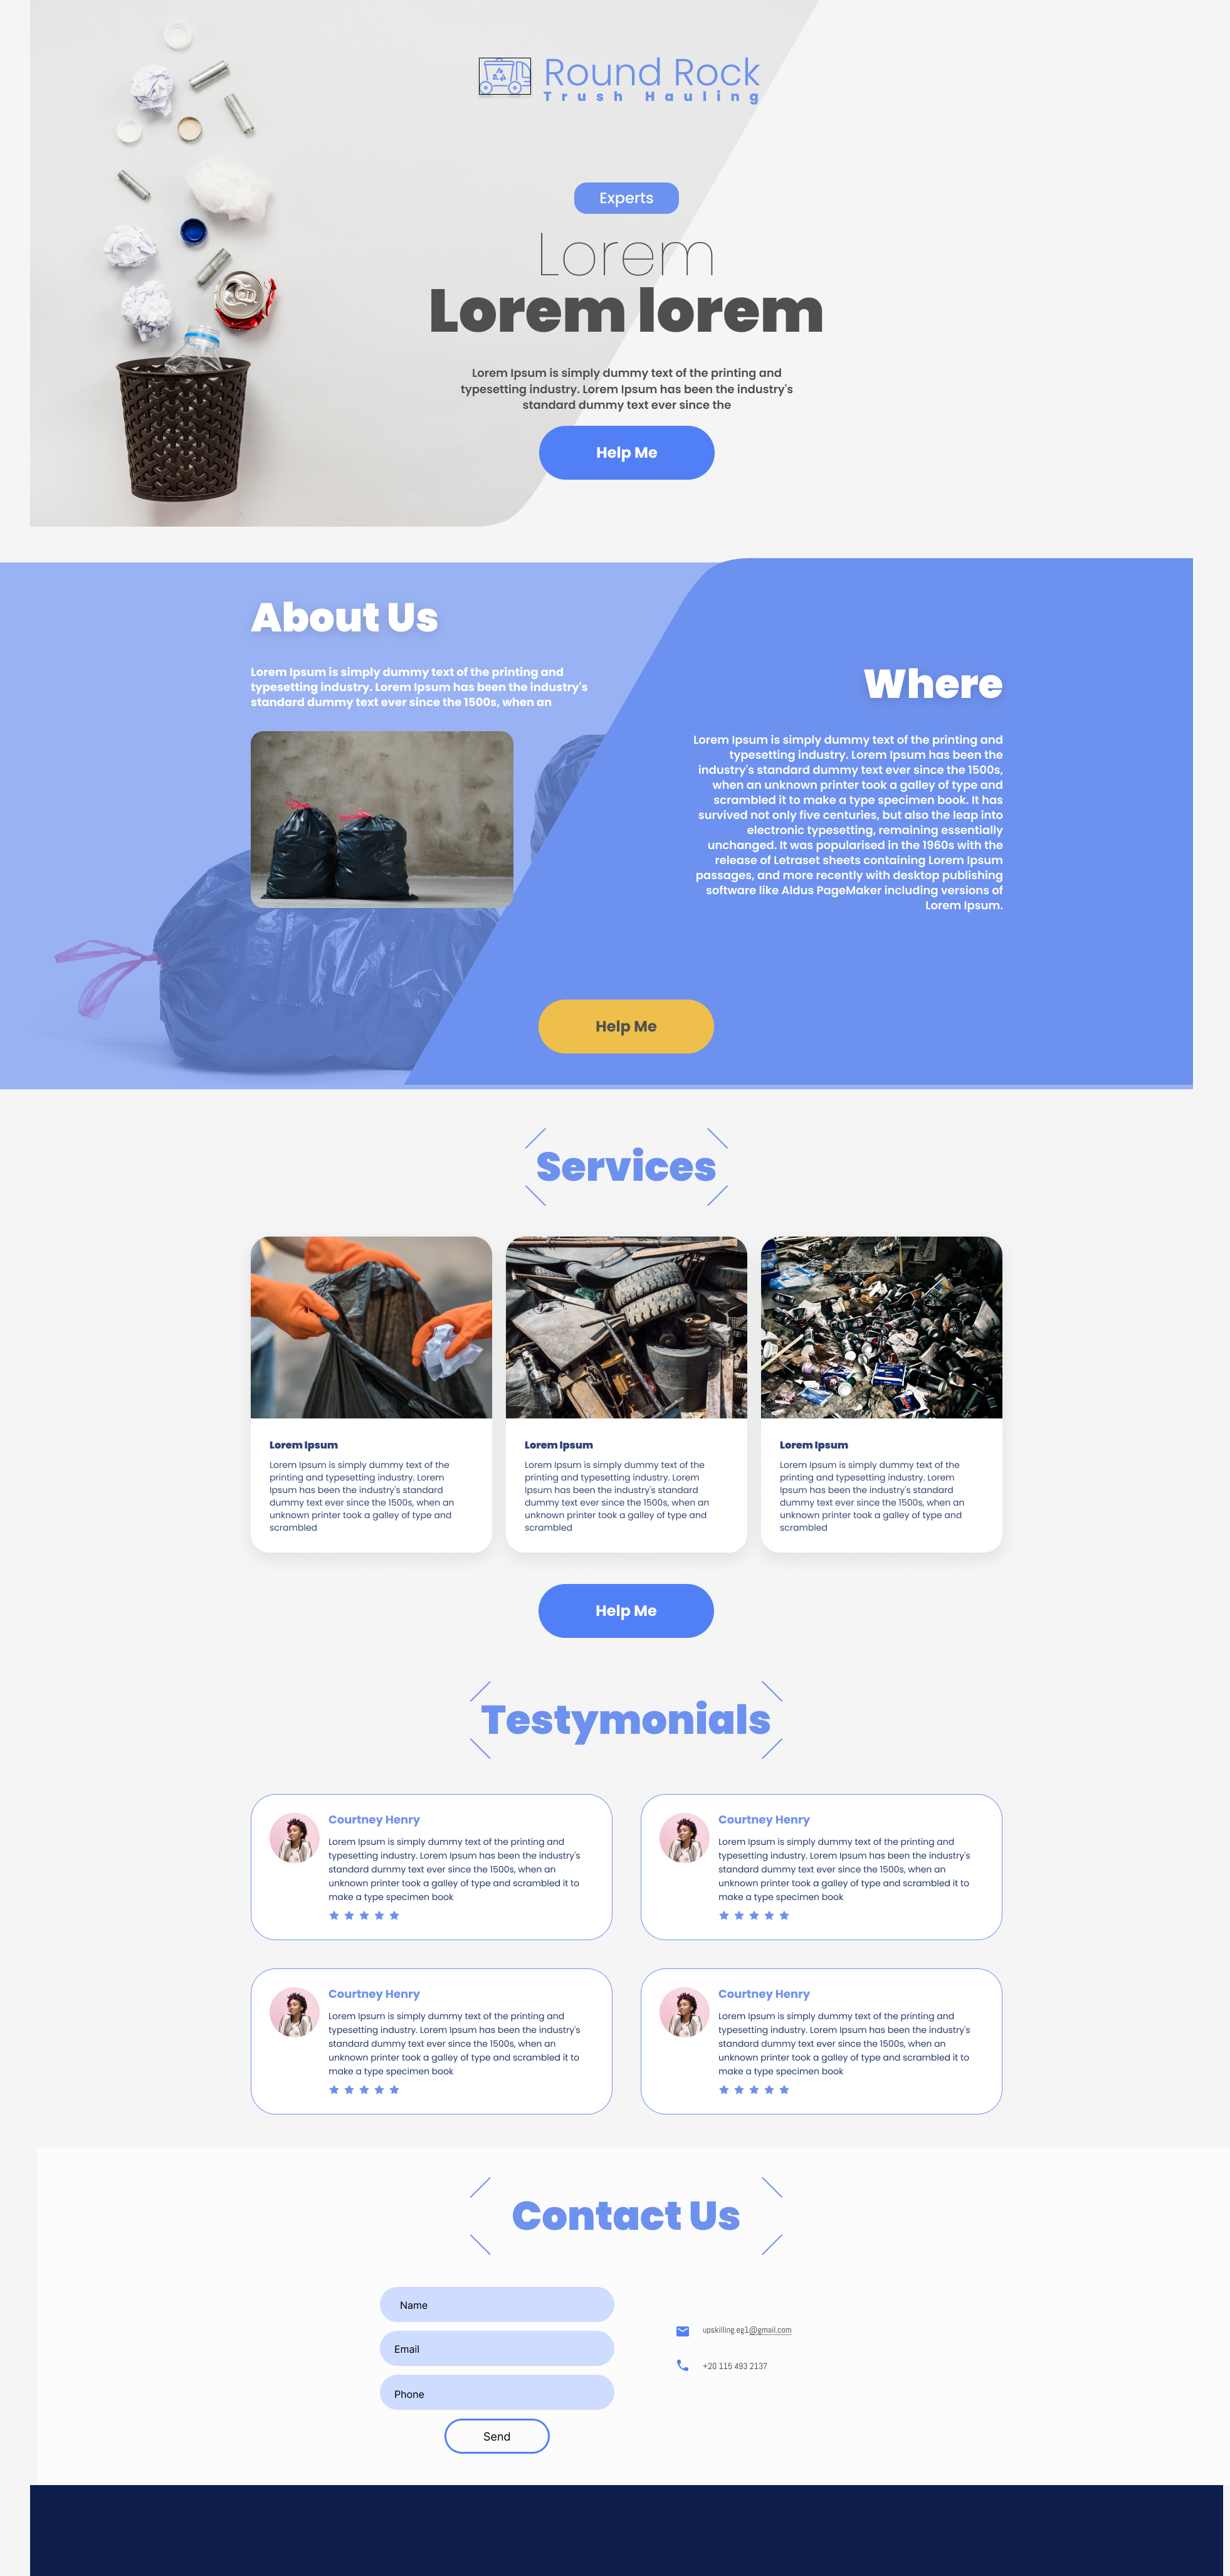 Round Rock
Trush Hauling
Experts
Lorem
Lorem lorem
Lorem Ipsum is simply dummy text of the printing and
typesetting industry. Lorem Ipsum has been the industry's
standard dummy text ever since the
Help Me
About Us
Lorem Ipsum is simply dummy text of the printing and
typesetting industry. Lorem Ipsum has been the industry's
standard dummy text ever since the 1500s, when an
Where
Lorem Ipsum is simply dummy text of the printing and
typesetting industry. Lorem Ipsum has been the
industry's standard dummy text ever since the 1500s,
when an unknown printer took a galley of type and
scrambled it to make a type specimen book. It has
survived not only five centuries, but also the leap into
electronic typesetting, remaining essentially
unchanged. It was popularised in the 1960s with the
release of Letraset sheets containing Lorem Ipsum
passages, and more recently with desktop publishing
software like Aldus PageMaker including versions of
Lorem Ipsum.
Help Me
Services
Lorem Ipsum
Lorem Ipsum is simply dummy text of the
printing and typesetting industry. Lorem
Ipsum has been the industry's standard
dummy text ever since the 1500s, when an
unknown printer took a galley of type and
scrambled
Lorem Ipsum
Lorem Ipsum is simply dummy text of the
printing and typesetting industry. Lorem
Ipsum has been the industry's standard
dummy text ever since the 1500s, when an
unknown printer took a galley of type and
scrambled
Lorem Ipsum
Lorem Ipsum is simply dummy text of the
printing and typesetting industry. Lorem
Ipsum has been the industry's standard
dummy text ever since the 1500s, when an
unknown printer took a galley of type and
scrambled
Help Me
Testymonials
Courtney Henry
Lorem Ipsum is simply dummy text of the printing and
typesetting industry. Lorem Ipsum has been the industry's
standard dummy text ever since the 1500s, when an
unknown printer took a galley of type and scrambled it to
make a type specimen book
Courtney Henry
Lorem Ipsum is simply dummy text of the printing and
typesetting industry. Lorem Ipsum has been the industry's
standard dummy text ever since the 1500s, when an
unknown printer took a galley of type and scrambled it to
make a type specimen book
Courtney Henry
Lorem Ipsum is simply dummy text of the printing and
typesetting industry. Lorem Ipsum has been the industry's
standard dummy text ever since the 1500s, when an
unknown printer took a galley of type and scrambled it to
make a type specimen book
Courtney Henry
Lorem Ipsum is simply dummy text of the printing and
typesetting industry. Lorem Ipsum has been the industry's
standard dummy text ever since the 1500s, when an
unknown printer took a galley of type and scrambled it to
make a type specimen book
Contact Us
Name
Email
Phone
Send
upskilling.eg1@gmail.com
+20 115 493 2137